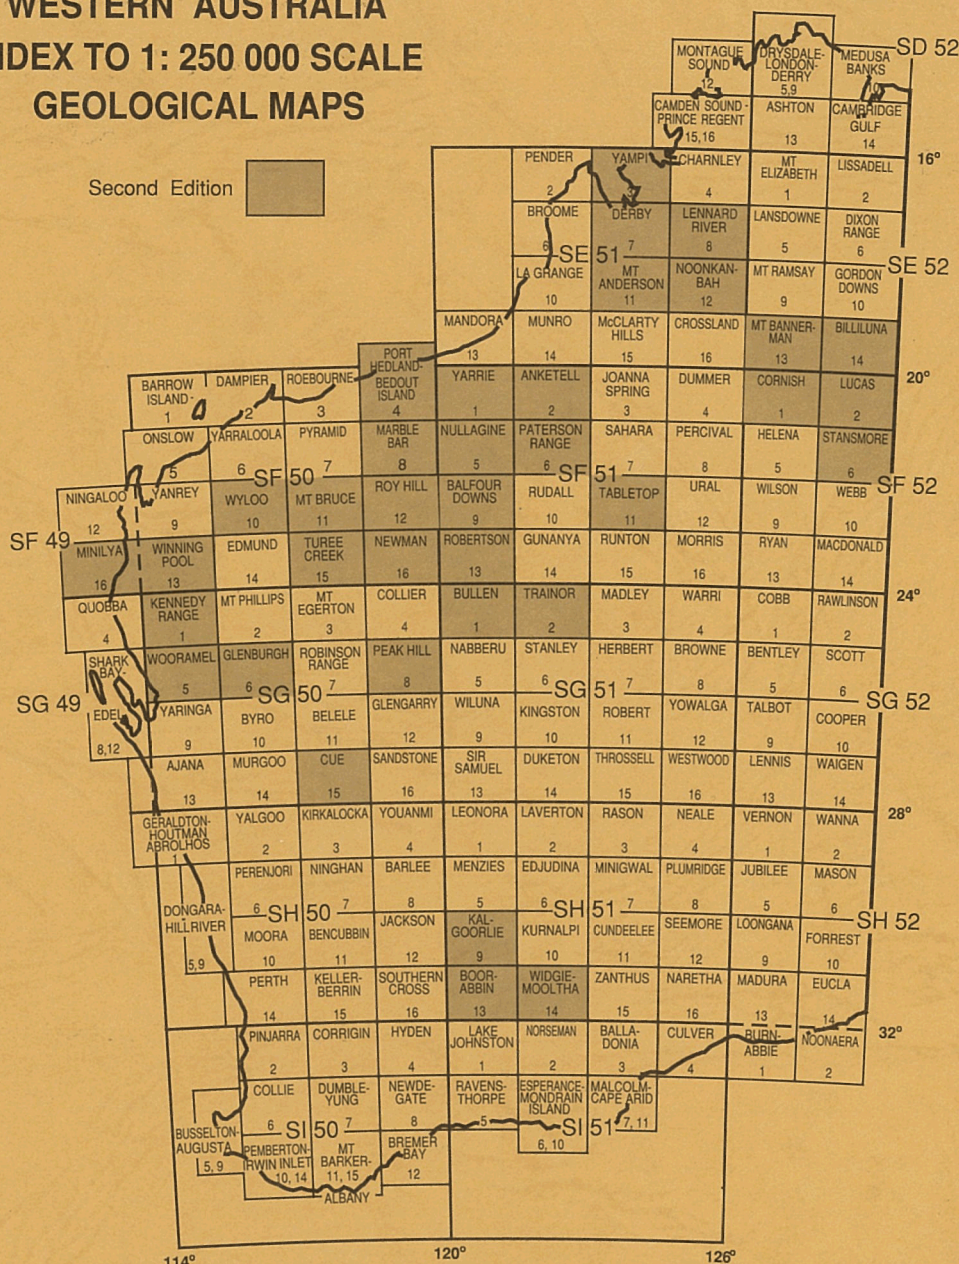 WESTERN AUSTRALIA
NDEX TO 1: 250 000 SCALE
GEOLOGICAL MAPS
Second Edition
SD 52
MONTAGUE SOUND 12
DRYSDALE-LONDON-DERRY 5,9
MEDUSA BANKS 10
CAMDEN SOUND-PRINCE REGENT 15,16
ASHTON 13
CAMBRIDGE GULF 14
16°
PENDER 2
YAMPI 3
CHARNLEY 4
MT ELIZABETH 1
LISSADELL 2
BROOME 6
DERBY 7
LENNARD RIVER 8
LANSDOWNE 5
DIXON RANGE 6
SE 51
SE 52
LA GRANGE 10
MT ANDERSON 11
NOONKAN-BAH 12
MT RAMSAY 9
GORDON DOWNS 10
MANDORA 13
MUNRO 14
McCLARTY HILLS 15
CROSSLAND 16
MT BANNER-MAN 13
BILLILUNA 14
20°
BARROW ISLAND 1
DAMPIER 2
ROEBOURNE 3
PORT HEDLAND-BEDOUT ISLAND 4
YARRIE 1
ANKETELL 2
JOANNA SPRING 3
DUMMER 4
CORNISH 1
LUCAS 2
ONSLOW 5
YARRALOOLA 6
PYRAMID 7
MARBLE BAR 8
NULLAGINE 5
PATERSON RANGE 6
SAHARA 7
PERCIVAL 8
HELENA 5
STANSMORE 6
SF 50
SF 51
SF 52
NINGALOO 12
YANREY 9
WYLOO 10
MT BRUCE 11
ROY HILL 12
BALFOUR DOWNS 9
RUDALL 10
TABLETOP 11
URAL 12
WILSON 9
WEBB 10
SF 49
MINILYA 16
WINNING POOL 13
EDMUND 14
TUREE CREEK 15
NEWMAN 16
ROBERTSON 13
GUNANYA 14
RUNTON 15
MORRIS 16
RYAN 13
MACDONALD 14
24°
QUOBBA 4
KENNEDY RANGE 1
MT PHILLIPS 2
MT EGERTON 3
COLLIER 4
BULLEN 1
TRAINOR 2
MADLEY 3
WARRI 4
COBB 1
RAWLINSON 2
SHARK BAY-EDEL 8,12
WOORAMEL 5
GLENBURGH 6
ROBINSON RANGE 7
PEAK HILL 8
NABBERU 5
STANLEY 6
HERBERT 7
BROWNE 8
BENTLEY 5
SCOTT 6
SG 49
SG 50
SG 51
SG 52
YARINGA 9
BYRO 10
BELELE 11
GLENGARRY 12
WILUNA 9
KINGSTON 10
ROBERT 11
YOWALGA 12
TALBOT 9
COOPER 10
AJANA 13
MURGOO 14
CUE 15
SANDSTONE 16
SIR SAMUEL 13
DUKETON 14
THROSSELL 15
WESTWOOD 16
LENNIS 13
WAIGEN 14
28°
GERALDTON-HOUTMAN ABROLHOS 1
YALGOO 2
KIRKALOCKA 3
YOUANMI 4
LEONORA 1
LAVERTON 2
RASON 3
NEALE 4
VERNON 1
WANNA 2
PERENJORI 6
NINGHAN 7
BARLEE 8
MENZIES 5
EDJUDINA 6
MINIGWAL 7
PLUMRIDGE 8
JUBILEE 5
MASON 6
SH 50
SH 51
SH 52
DONGARA-HILLRIVER 5,9
MOORA 10
BENCUBBIN 11
JACKSON 12
KAL-GOORLIE 9
KURNALPI 10
CUNDEELEE 11
SEEMORE 12
LOONGANA 9
FORREST 10
PERTH 14
KELLER-BERRIN 15
SOUTHERN CROSS 16
BOOR-ABBIN 13
WIDGIE-MOOLTHA 14
ZANTHUS 15
NARETHA 16
MADURA 13
EUCLA 14
32°
PINJARRA 2
CORRIGIN 3
HYDEN 4
LAKE JOHNSTON 1
NORSEMAN 2
BALLA-DONIA 3
CULVER 4
BURN-ABBIE 1
NOONAERA 2
COLLIE 6
DUMBLE-YUNG 7
NEWDE-GATE 8
RAVENS-THORPE 5
ESPERANCE-MONDRAIN ISLAND 6, 10
MALCOLM-CAPE ARID 7, 11
SI 50
SI 51
BUSSELTON-AUGUSTA 5, 9
PEMBERTON-IRWIN INLET 10, 14
MT BARKER-ALBANY 11, 15
BREMER BAY 12
114°
120°
126°